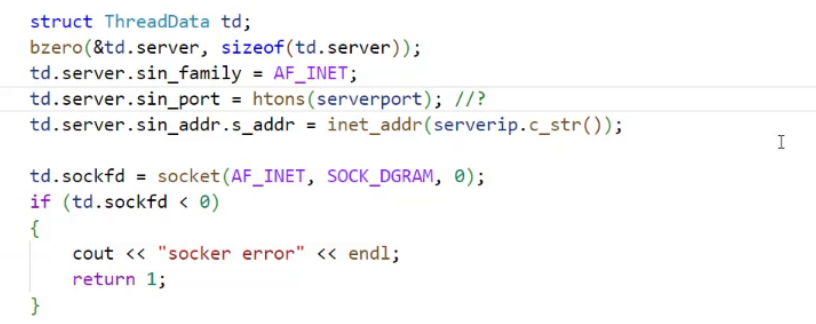 struct ThreadData td;
bzero(&td.server, sizeof(td.server));
td.server.sin_family = AF_INET;
td.server.sin_port = htons(serverport); //?
td.server.sin_addr.s_addr = inet_addr(serverip.c_str());
td.sockfd = socket(AF_INET, SOCK_DGRAM, 0);
if (td.sockfd < 0)
{
cout << "socker error" << endl;
return 1;
}